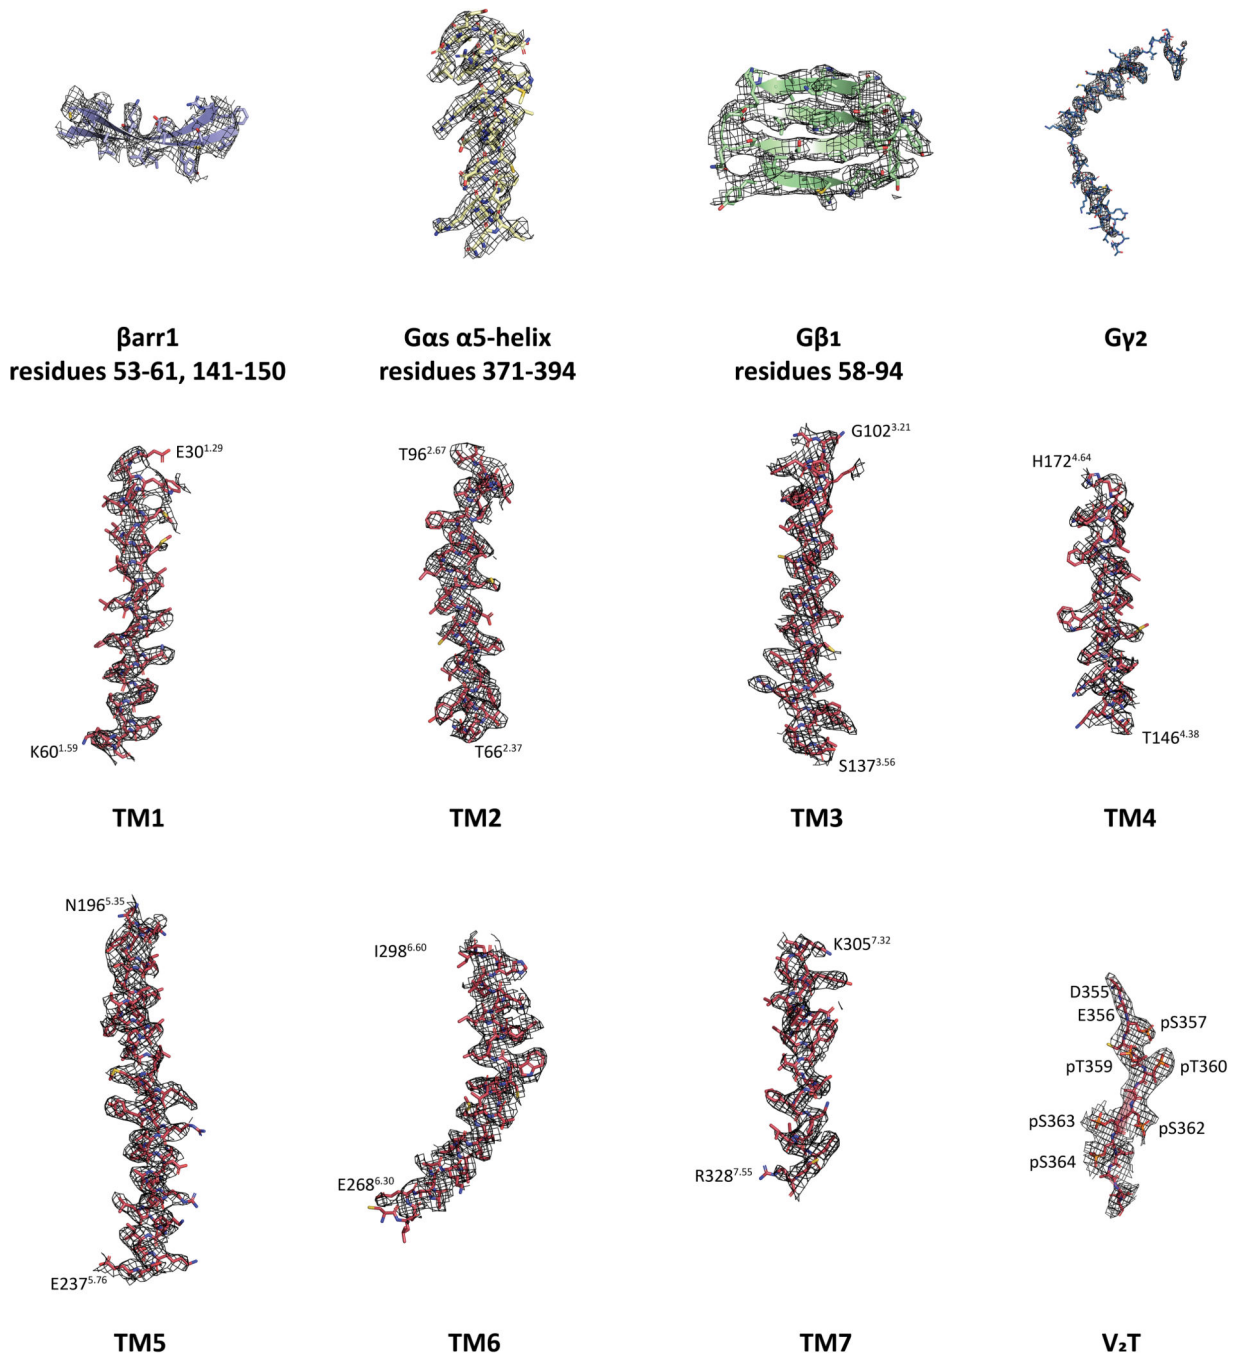 βarr1
residues 53-61, 141-150
Gαs α5-helix
residues 371-394
Gβ1
residues 58-94
Gγ2
E30^1.29
K60^1.59
TM1
T96^2.67
T66^2.37
TM2
G102^3.21
S137^3.56
TM3
H172^4.64
T146^4.38
TM4
N196^5.35
E237^5.76
TM5
I298^6.60
E268^6.30
TM6
K305^7.32
R328^7.55
TM7
D355
E356
pS357
pT359
pT360
pS363
pS362
pS364
V₂T